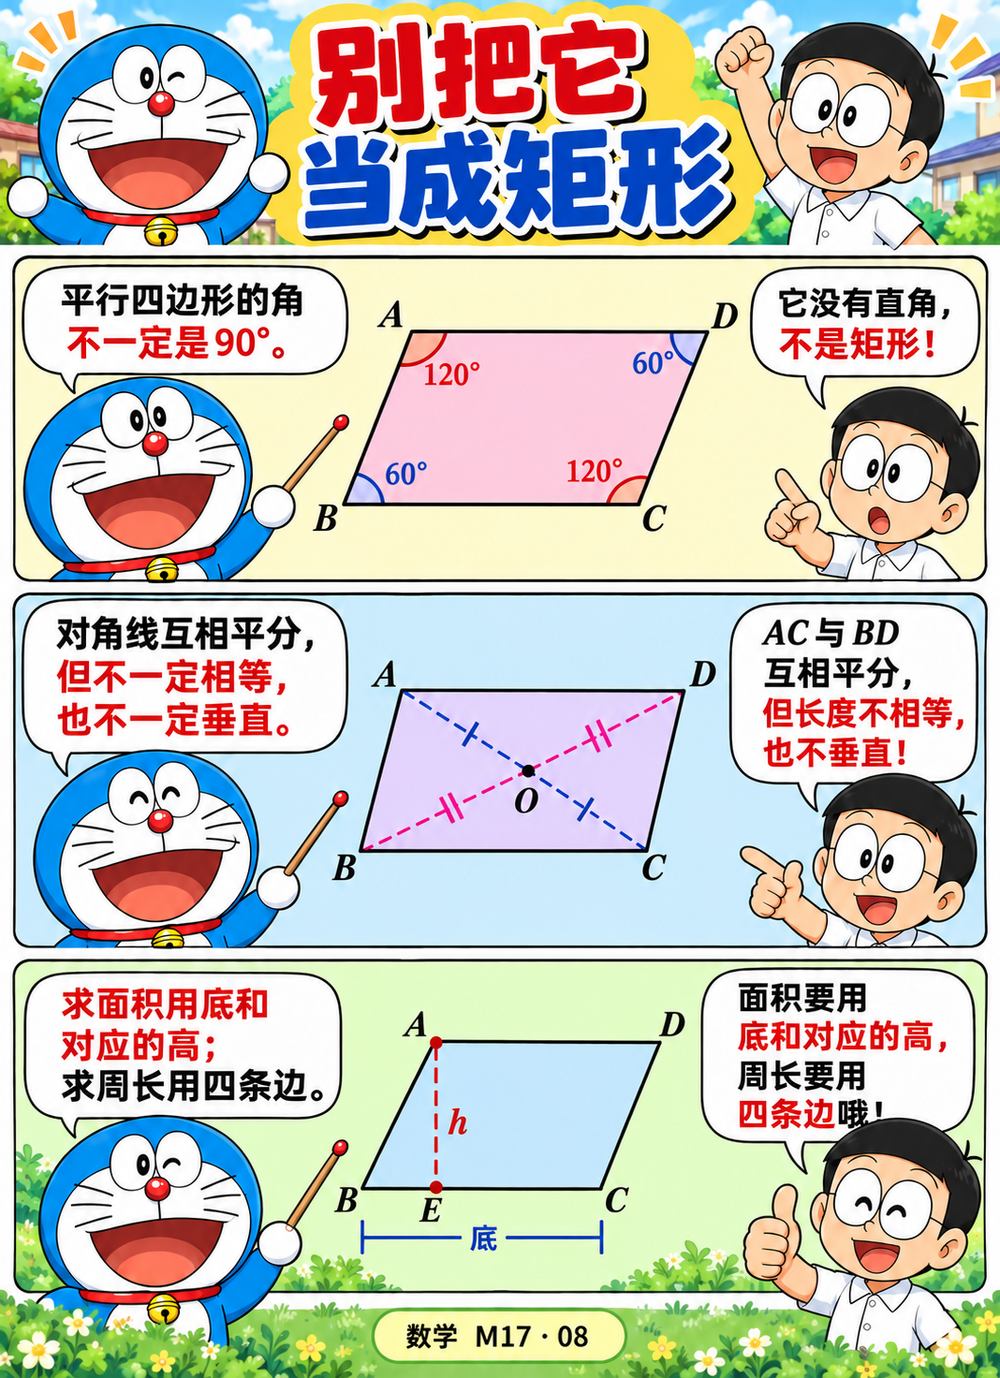 别把它
当成矩形
平行四边形的角
不一定是90°。
A
D
120°
60°
60°
120°
B
C
它没有直角，
不是矩形！
对角线互相平分，
但不一定相等，
也不一定垂直。
A
D
O
B
C
AC与BD
互相平分，
但长度不相等，
也不垂直！
求面积用底和
对应的高；
求周长用四条边。
A
D
h
B
E
C
底
面积要用
底和对应的高，
周长要用
四条边哦！
数学 M17·08